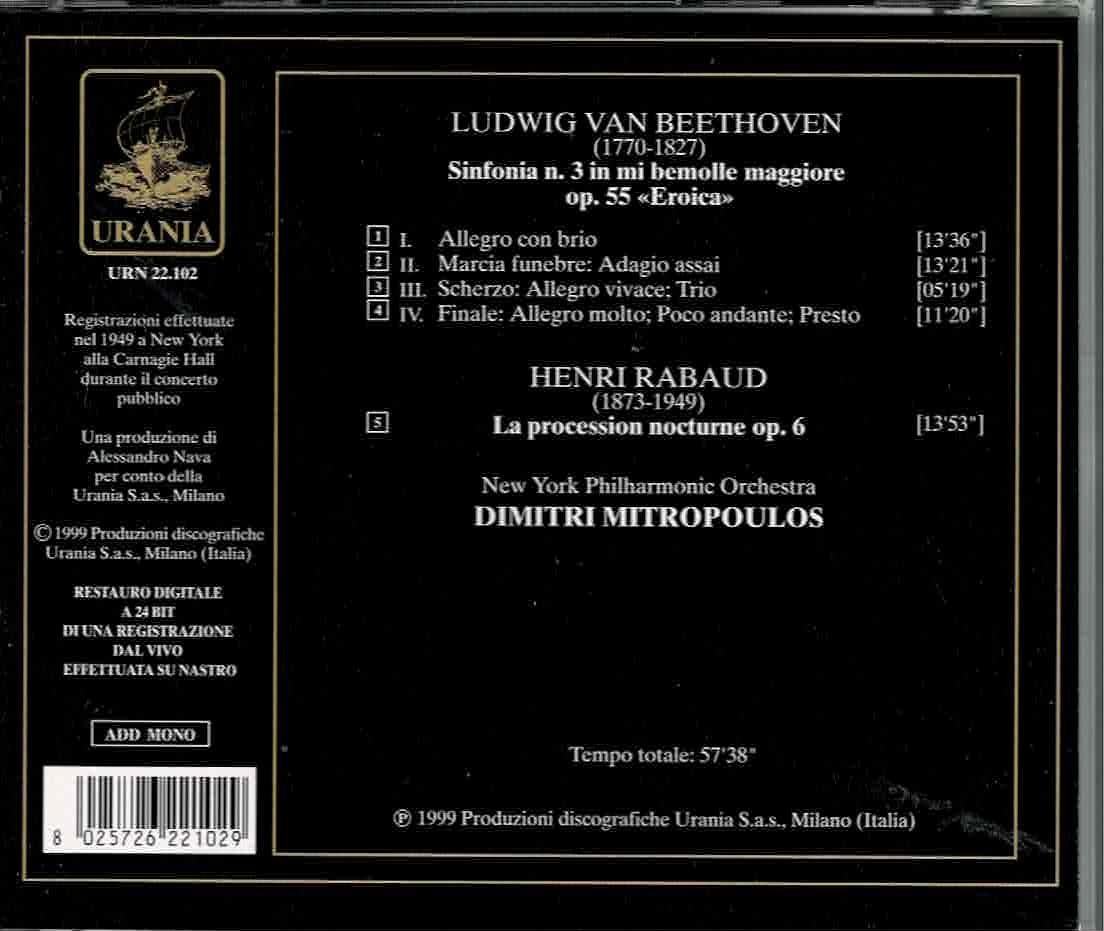 URANIA
URN 22.102
Registrazioni effettuate
nel 1949 a New York
alla Carnagie Hall
durante il concerto
pubblico
Una produzione di
Alessandro Nava
per conto della
Urania S.a.s., Milano
© 1999 Produzioni discografiche
Urania S.a.s., Milano (Italia)
RESTAURO DIGITALE
A 24 BIT
DI UNA REGISTRAZIONE
DAL VIVO
EFFETTUATA SU NASTRO
ADD MONO
8 025726 221029
LUDWIG VAN BEETHOVEN
(1770-1827)
Sinfonia n. 3 in mi bemolle maggiore
op. 55 «Eroica»
1 I. Allegro con brio [13'36"]
2 II. Marcia funebre: Adagio assai [13'21"]
3 III. Scherzo: Allegro vivace; Trio [05'19"]
4 IV. Finale: Allegro molto; Poco andante; Presto [11'20"]
HENRI RABAUD
(1873-1949)
5 La procession nocturne op. 6 [13'53"]
New York Philharmonic Orchestra
DIMITRI MITROPOULOS
Tempo totale: 57'38"
℗ 1999 Produzioni discografiche Urania S.a.s., Milano (Italia)